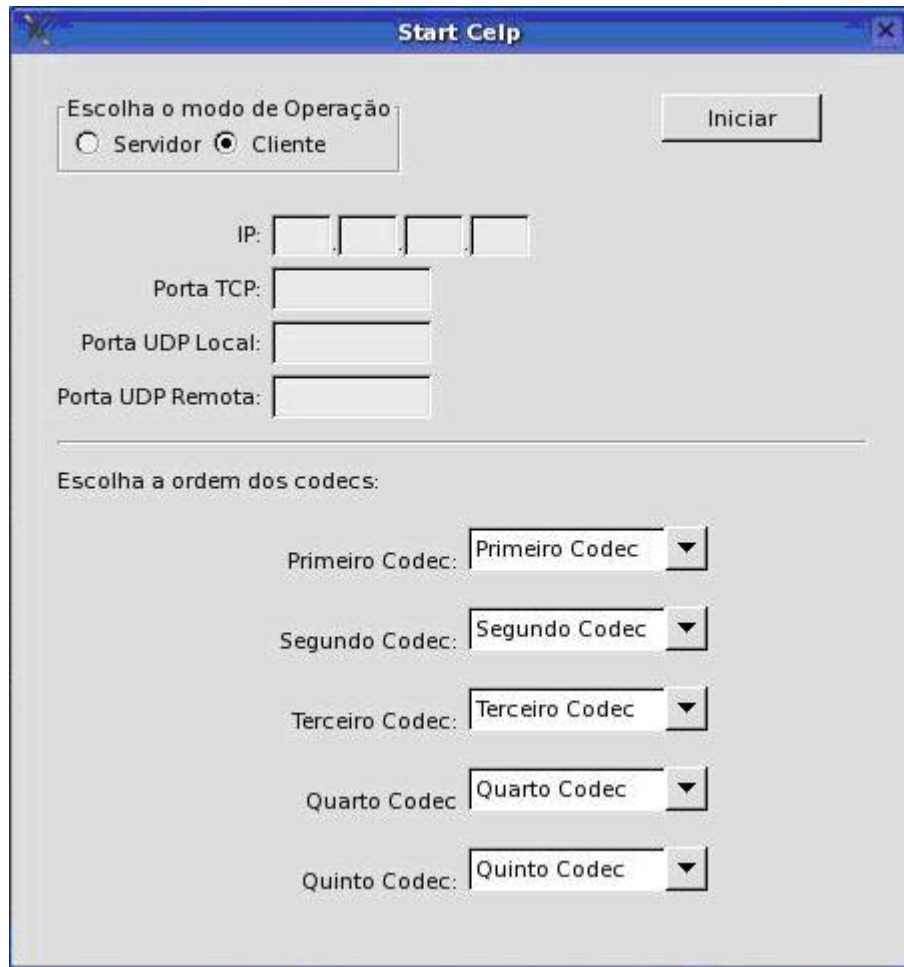 Start Celp
Escolha o modo de Operação
Servidor Cliente
Iniciar
IP: . . .
Porta TCP:
Porta UDP Local:
Porta UDP Remota:
Escolha a ordem dos codecs:
Primeiro Codec: Primeiro Codec
Segundo Codec: Segundo Codec
Terceiro Codec: Terceiro Codec
Quarto Codec Quarto Codec
Quinto Codec: Quinto Codec